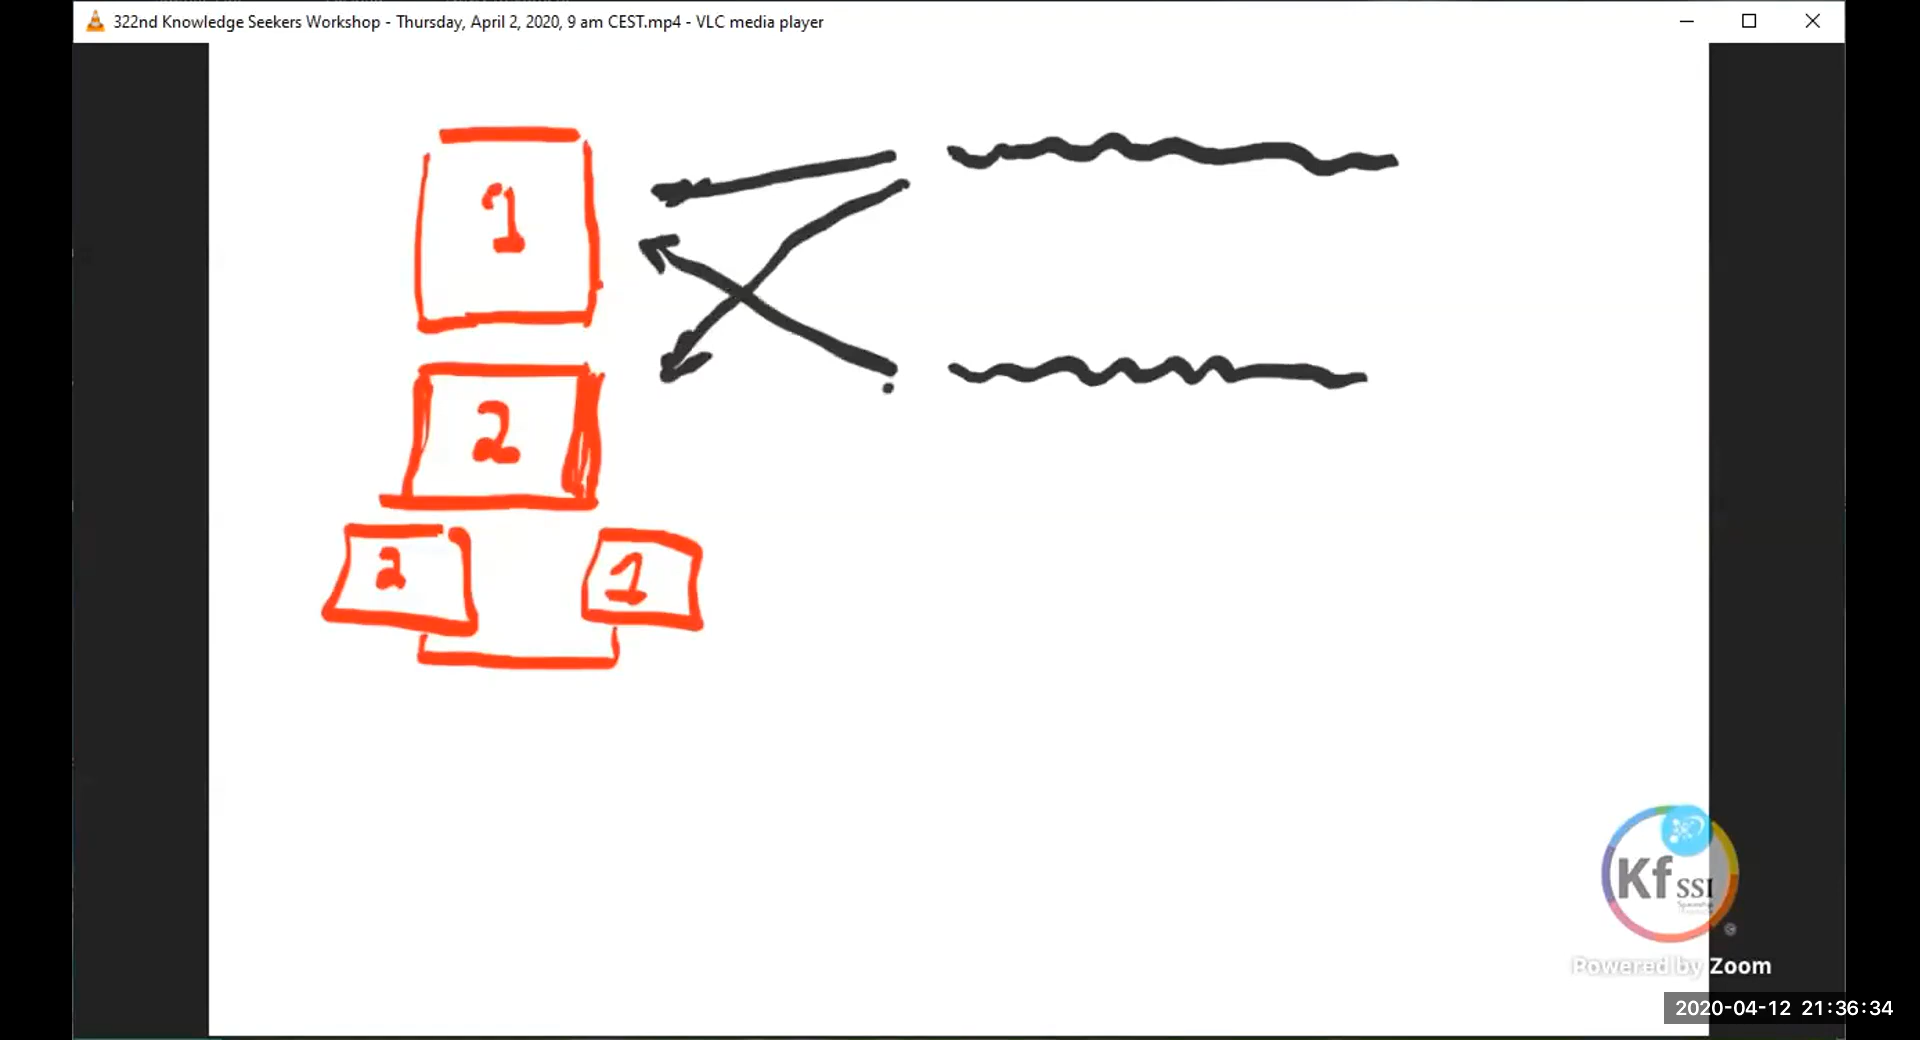 322nd Knowledge Seekers Workshop - Thursday, April 2, 2020, 9 am CEST.mp4 - VLC media player
1
2
2 1
Kf SSI
Powered by Zoom
2020-04-12 21:36:34